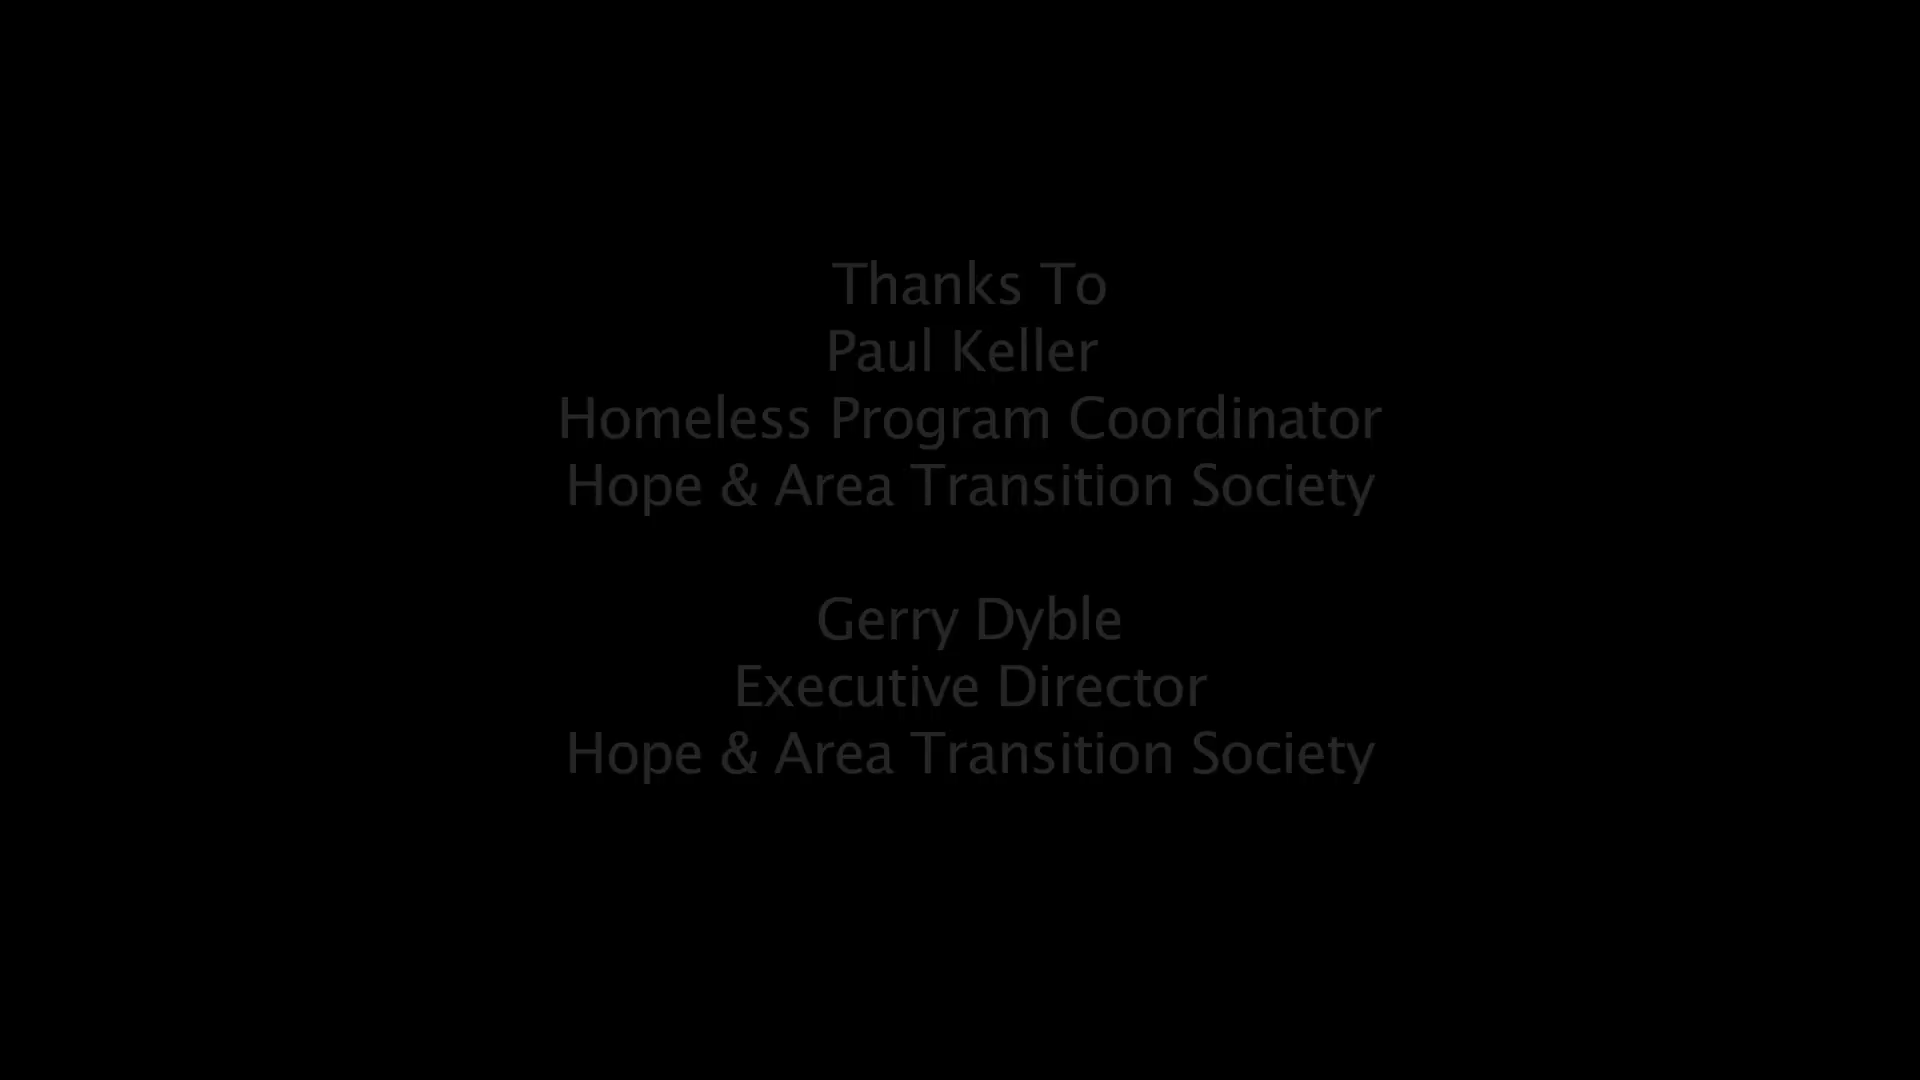 Thanks To
Paul Keller
Homeless Program Coordinator
Hope & Area Transition Society
Gerry Dyble
Executive Director
Hope & Area Transition Society